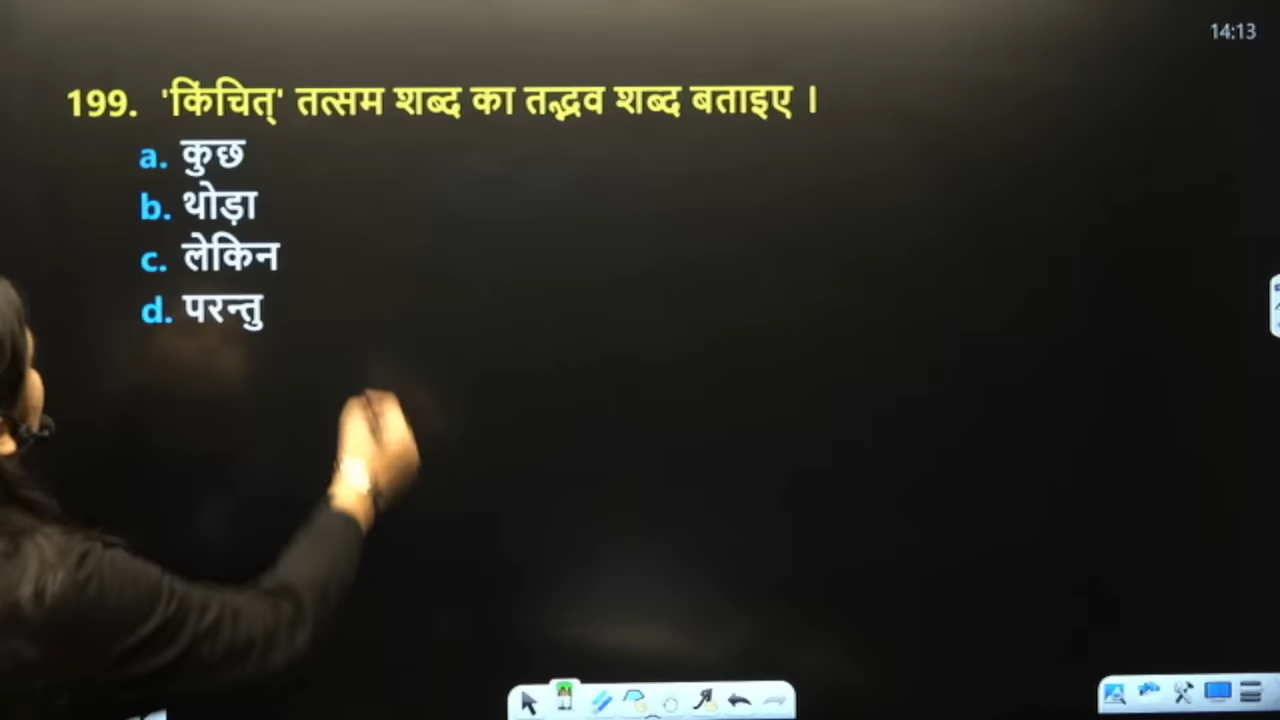 14:13
199. 'किंचित्' तत्सम शब्द का तद्भव शब्द बताइए ।
a. कुछ
b. थोड़ा
c. लेकिन
d. परन्तु